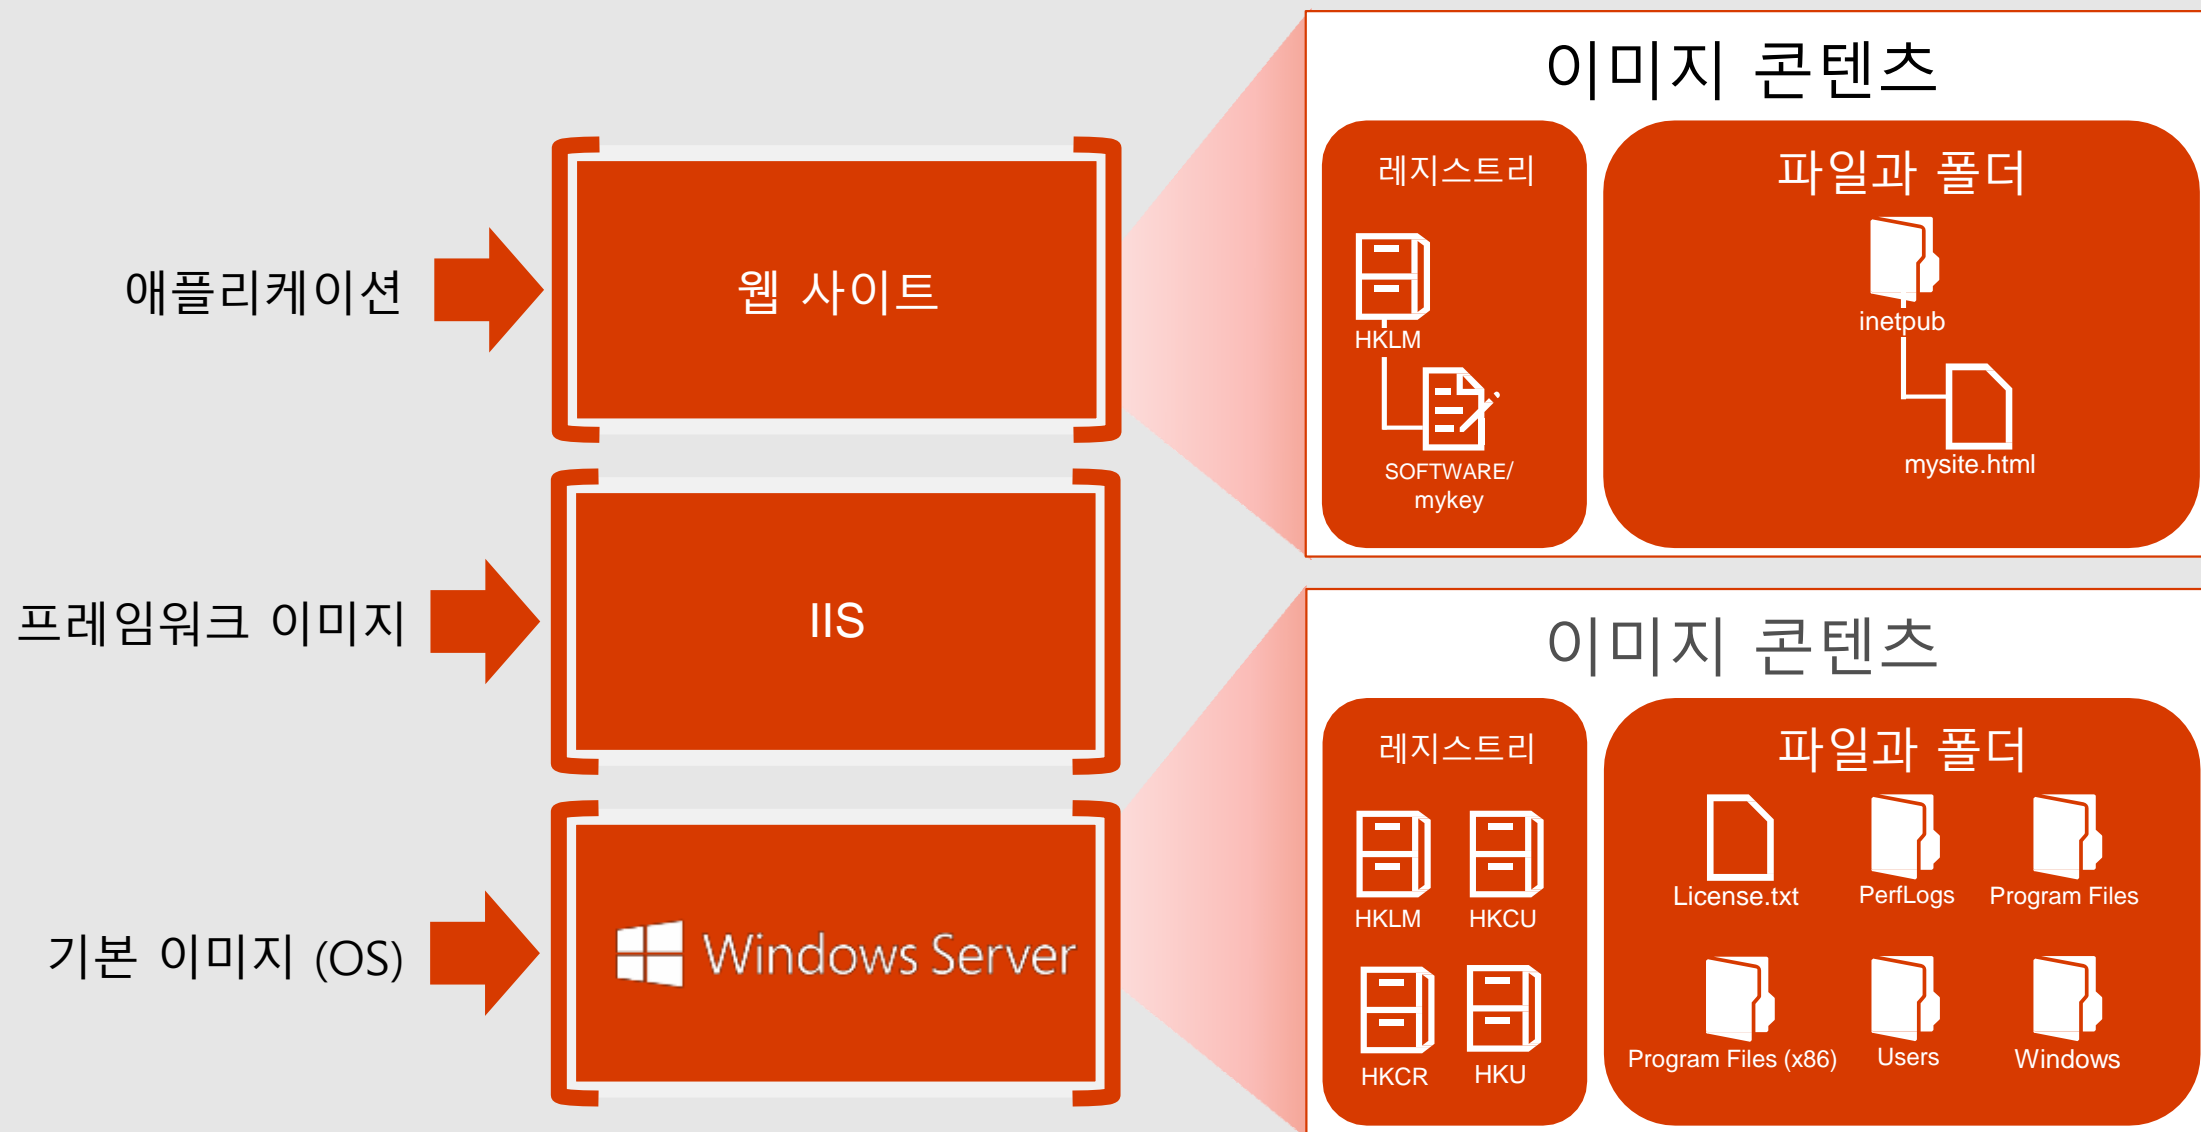 애플리케이션
웹 사이트
프레임워크 이미지
IIS
기본 이미지 (OS)
Windows Server
이미지 콘텐츠
레지스트리
HKLM
SOFTWARE/
mykey
파일과 폴더
inetpub
mysite.html
이미지 콘텐츠
레지스트리
HKLM
HKCU
HKCR
HKU
파일과 폴더
License.txt
PerfLogs
Program Files
Program Files (x86)
Users
Windows